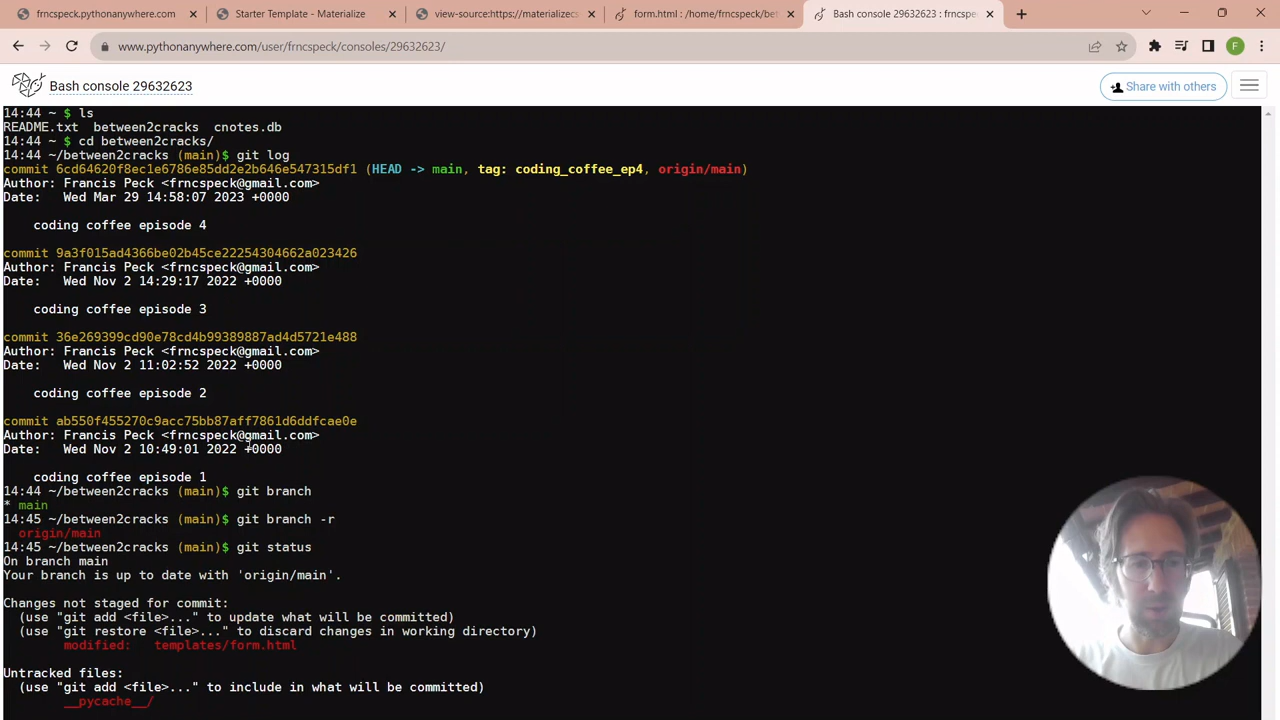 frncspeck.pythonanywhere.com
Starter Template - Materialize
view-source:https://materializecs
form.html : /home/frncspeck/bet
Bash console 29632623 : frncspe
www.pythonanywhere.com/user/frncspeck/consoles/29632623/
F
Bash console 29632623
Share with others
14:44 ~ $ ls
README.txt  between2cracks  cnotes.db
14:44 ~ $ cd between2cracks/
14:44 ~/between2cracks (main)$ git log
commit 6cd64620f8ec1e6786e85dd2e2b646e547315df1 (HEAD -> main, tag: coding_coffee_ep4, origin/main)
Author: Francis Peck <frncspeck@gmail.com>
Date:   Wed Mar 29 14:58:07 2023 +0000
coding coffee episode 4
commit 9a3f015ad4366be02b45ce22254304662a023426
Author: Francis Peck <frncspeck@gmail.com>
Date:   Wed Nov 2 14:29:17 2022 +0000
coding coffee episode 3
commit 36e269399cd90e78cd4b99389887ad4d5721e488
Author: Francis Peck <frncspeck@gmail.com>
Date:   Wed Nov 2 11:02:52 2022 +0000
coding coffee episode 2
commit ab550f455270c9acc75bb87aff7861d6ddfcae0e
Author: Francis Peck <frncspeck@gmail.com>
Date:   Wed Nov 2 10:49:01 2022 +0000
coding coffee episode 1
14:44 ~/between2cracks (main)$ git branch
* main
14:45 ~/between2cracks (main)$ git branch -r
origin/main
14:45 ~/between2cracks (main)$ git status
On branch main
Your branch is up to date with 'origin/main'.
Changes not staged for commit:
(use "git add <file>..." to update what will be committed)
(use "git restore <file>..." to discard changes in working directory)
modified:   templates/form.html
Untracked files:
(use "git add <file>..." to include in what will be committed)
__pycache__/